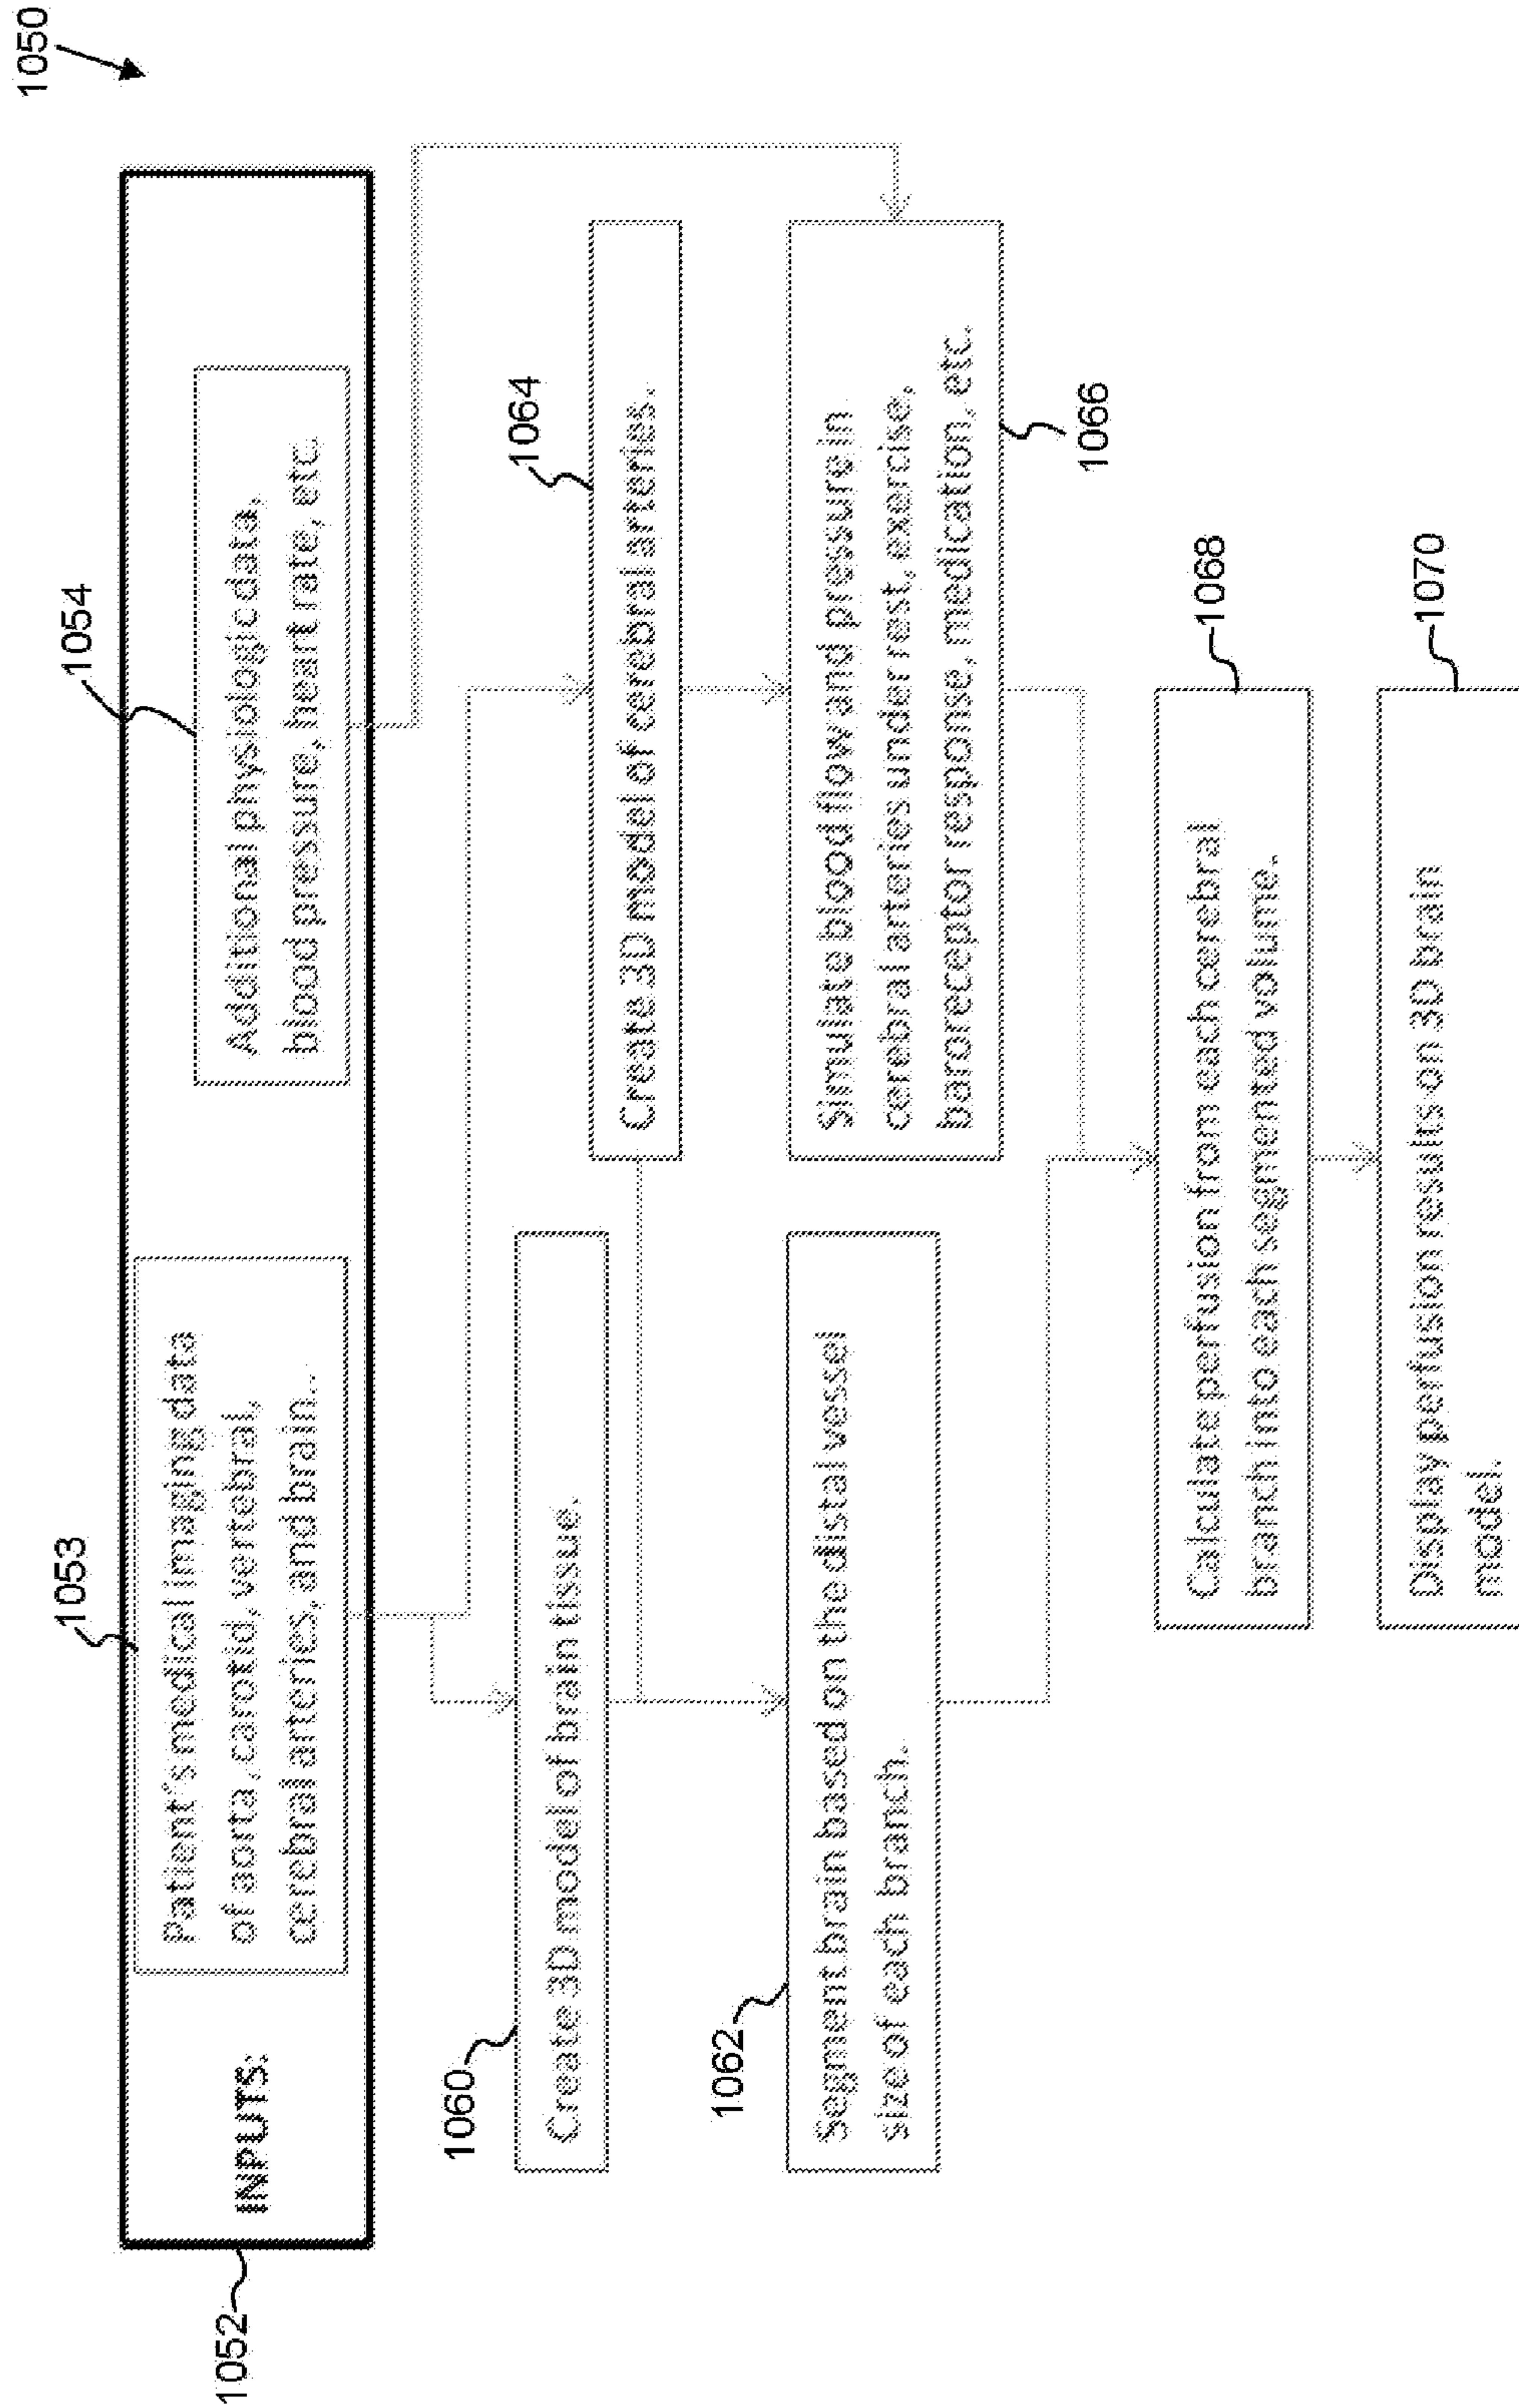 1050
1053
1054
1052
INPUTS:
Patient's medical imaging data
of aorta, carotid, vertebral,
cerebral arteries, and brain..
Additional physiologic data,
blood pressure, heart rate, etc.
1060
Create 3D model of brain tissue.
1064
Create 3D model of cerebral arteries.
1062
Segment brain based on the distal vessel
size of each branch.
Simulate blood flow and pressure in
cerebral arteries under rest, exercise,
baroreceptor response, medication, etc.
1066
Calculate perfusion from each cerebral
branch into each segmented volume.
1068
Display perfusion results on 3D brain
model.
1070